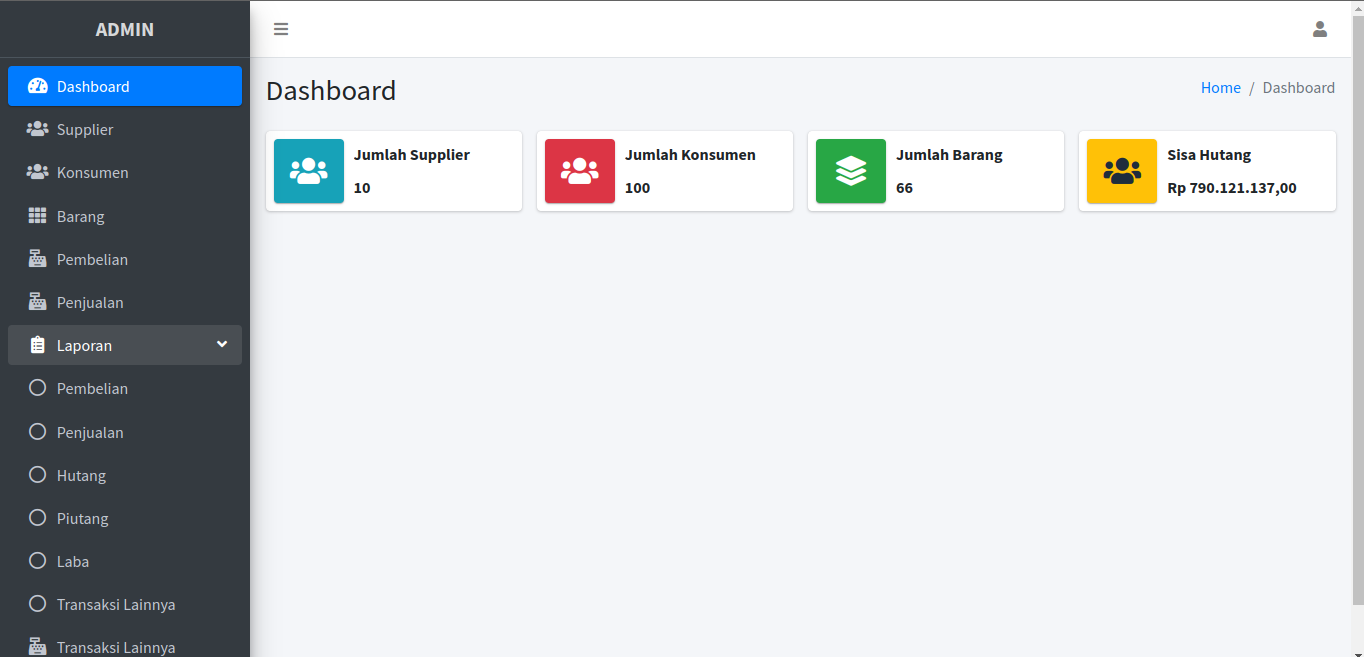 ADMIN
Dashboard
Supplier
Konsumen
Barang
Pembelian
Penjualan
Laporan
Pembelian
Penjualan
Hutang
Piutang
Laba
Transaksi Lainnya
Transaksi Lainnya
Dashboard
Home / Dashboard
Jumlah Supplier
10
Jumlah Konsumen
100
Jumlah Barang
66
Sisa Hutang
Rp 790.121.137,00